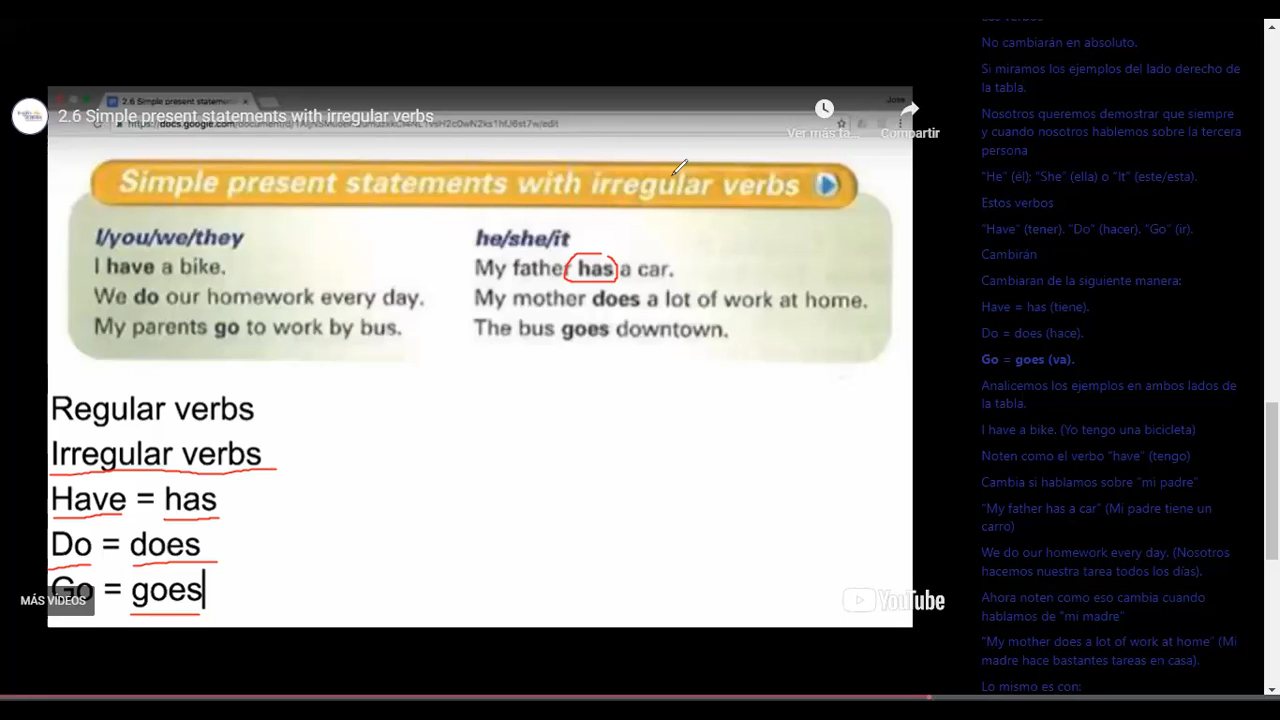 2.6 Simple present statemen
Jose
2.6 Simple present statements with irregular verbs
Ver más ta...
Compartir
Simple present statements with irregular verbs
I/you/we/they
I have a bike.
We do our homework every day.
My parents go to work by bus.
he/she/it
My father has a car.
My mother does a lot of work at home.
The bus goes downtown.
Regular verbs
Irregular verbs
Have = has
Do = does
Go = goes
MÁS VIDEOS
YouTube
No cambiarán en absoluto.
Si miramos los ejemplos del lado derecho de
la tabla.
Nosotros queremos demostrar que siempre
y cuando nosotros hablemos sobre la tercera
persona
“He” (él); “She” (ella) o “It” (este/esta).
Estos verbos
“Have” (tener). “Do” (hacer). “Go” (ir).
Cambirán
Cambiaran de la siguiente manera:
Have = has (tiene).
Do = does (hace).
Go = goes (va).
Analicemos los ejemplos en ambos lados de
la tabla.
I have a bike. (Yo tengo una bicicleta)
Noten como el verbo “have” (tengo)
Cambia si hablamos sobre “mi padre”
“My father has a car” (Mi padre tiene un
carro)
We do our homework every day. (Nosotros
hacemos nuestra tarea todos los días).
Ahora noten como eso cambia cuando
hablamos de “mi madre”
“My mother does a lot of work at home” (Mi
madre hace bastantes tareas en casa).
Lo mismo es con: